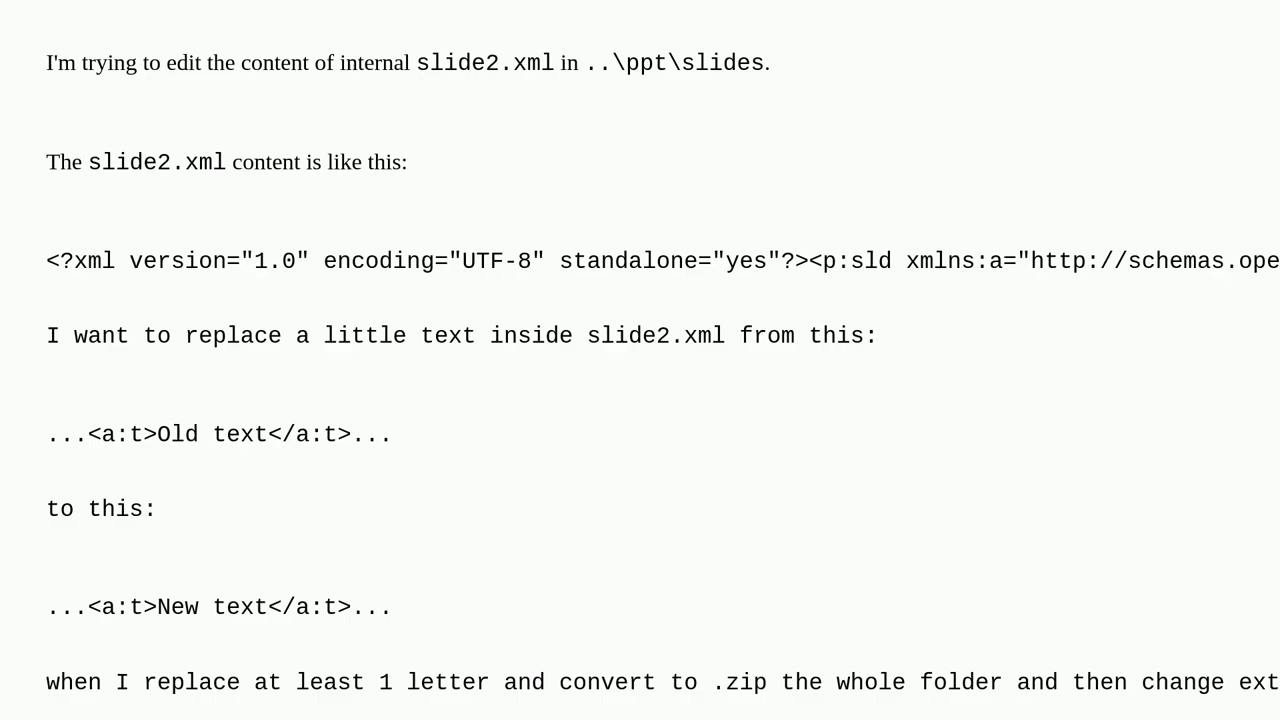 I'm trying to edit the content of internal slide2.xml in ..\ppt\slides.
The slide2.xml content is like this:
<?xml version="1.0" encoding="UTF-8" standalone="yes"?><p:sld xmlns:a="http://schemas.ope
I want to replace a little text inside slide2.xml from this:
...<a:t>Old text</a:t>...
to this:
...<a:t>New text</a:t>...
when I replace at least 1 letter and convert to .zip the whole folder and then change ext